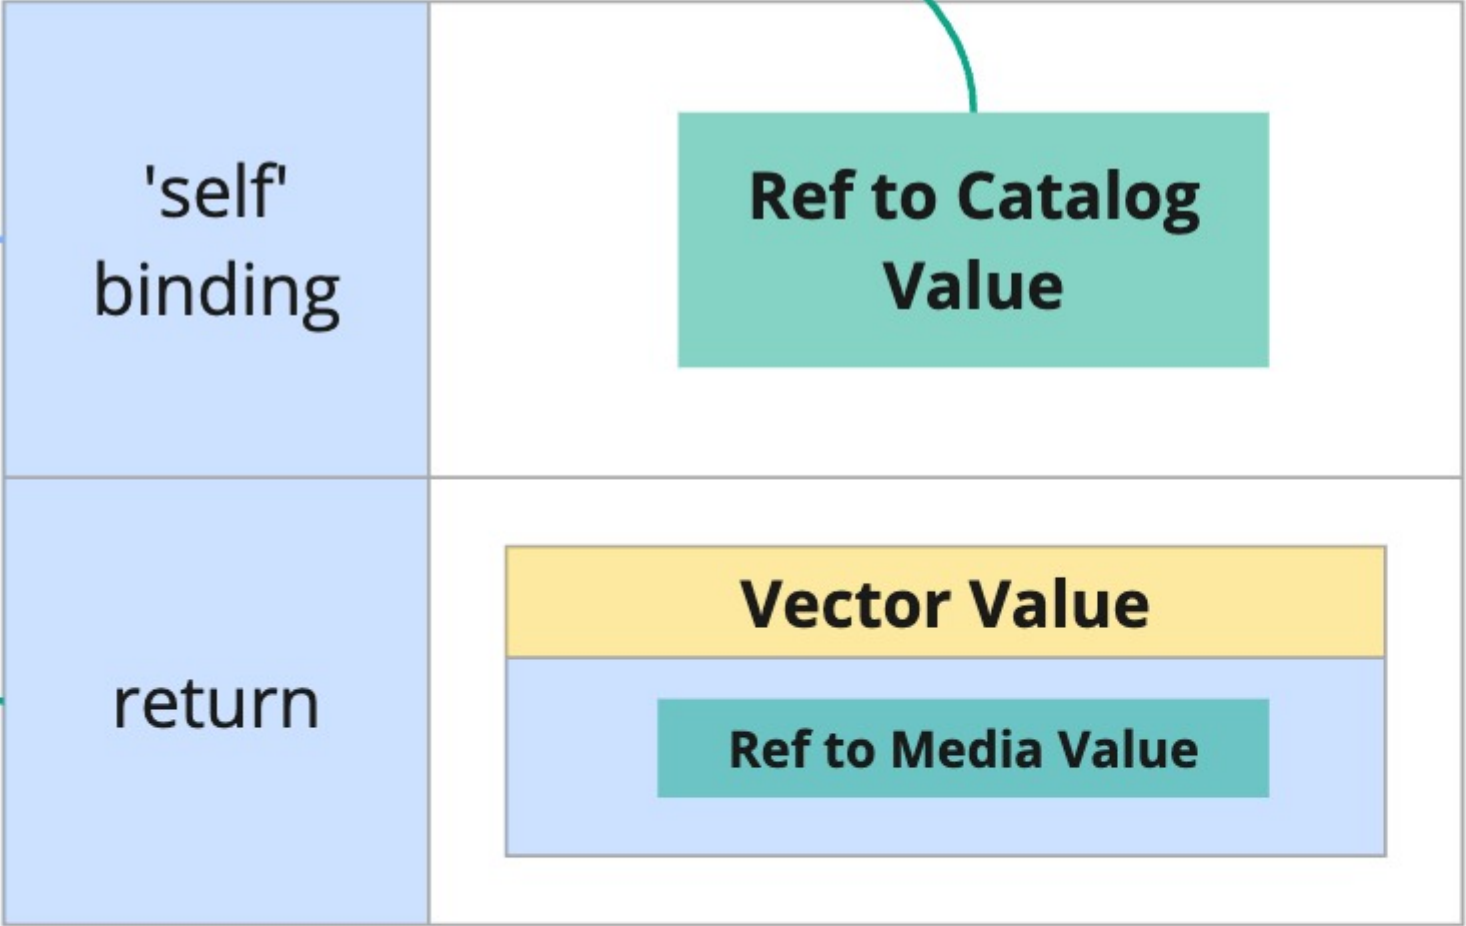 'self'
binding
Ref to Catalog
Value
return
Vector Value
Ref to Media Value